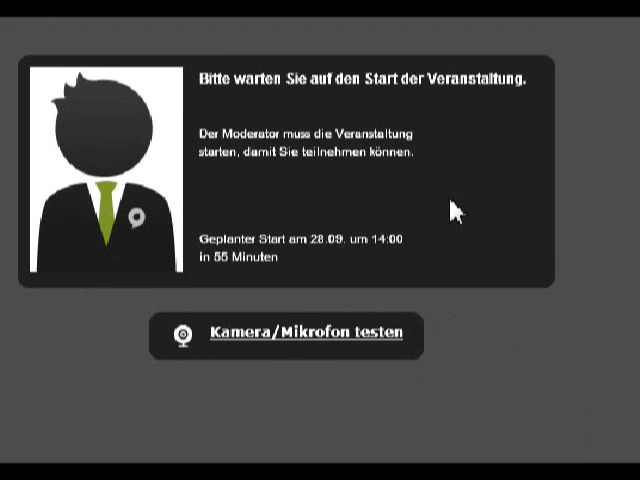 Bitte warten Sie auf den Start der Veranstaltung.
Der Moderator muss die Veranstaltung
starten, damit Sie teilnehmen können.
Geplanter Start am 28.09. um 14:00
in 55 Minuten
Kamera/Mikrofon testen